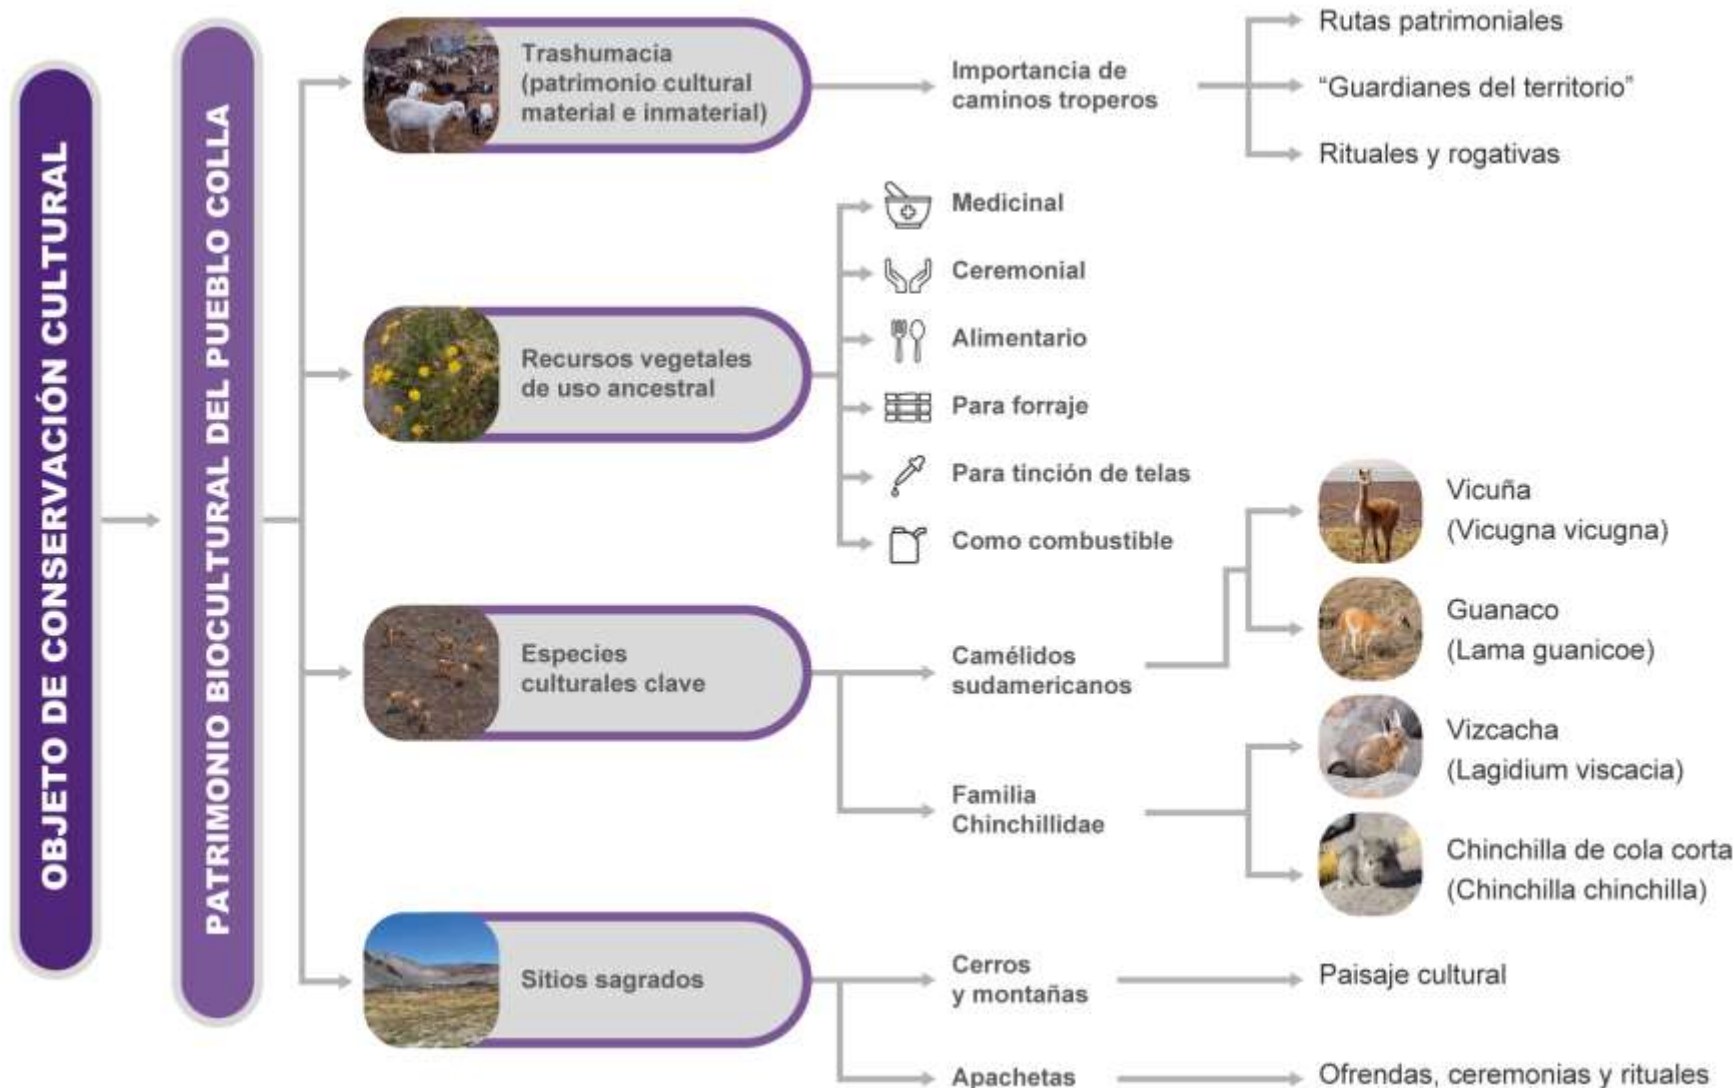 OBJETO DE CONSERVACIÓN CULTURAL
PATRIMONIO BIOCULTURAL DEL PUEBLO COLLA
Trashumacia
(patrimonio cultural
material e inmaterial)
Importancia de
caminos troperos
Rutas patrimoniales
“Guardianes del territorio”
Rituales y rogativas
Recursos vegetales
de uso ancestral
Medicinal
Ceremonial
Alimentario
Para forraje
Para tinción de telas
Como combustible
Especies
culturales clave
Camélidos
sudamericanos
Vicuña
(Vicugna vicugna)
Guanaco
(Lama guanicoe)
Familia
Chinchillidae
Vizcacha
(Lagidium viscacia)
Chinchilla de cola corta
(Chinchilla chinchilla)
Sitios sagrados
Cerros
y montañas
Paisaje cultural
Apachetas
Ofrendas, ceremonias y rituales